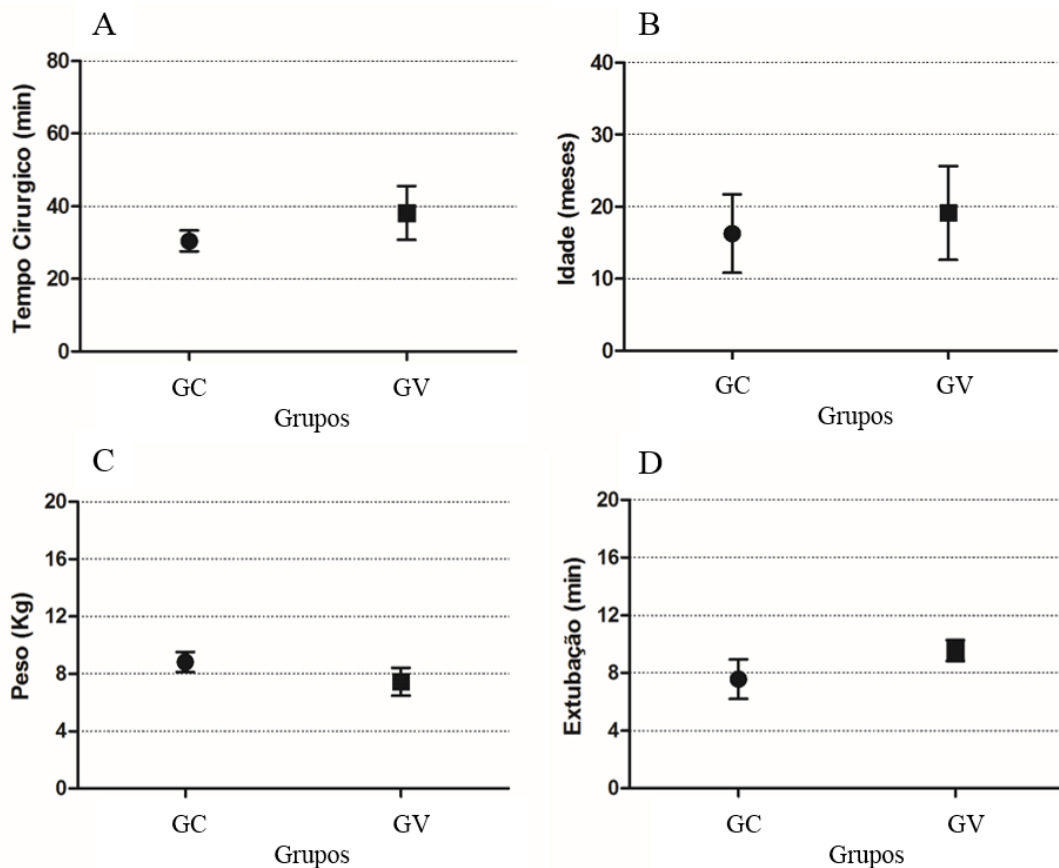 A
Tempo Cirurgico (min)
80
60
40
20
0
GC
GV
Grupos
B
Idade (meses)
40
30
20
10
0
GC
GV
Grupos
C
Peso (Kg)
20
16
12
8
4
0
GC
GV
Grupos
D
Extubação (min)
20
16
12
8
4
0
GC
GV
Grupos